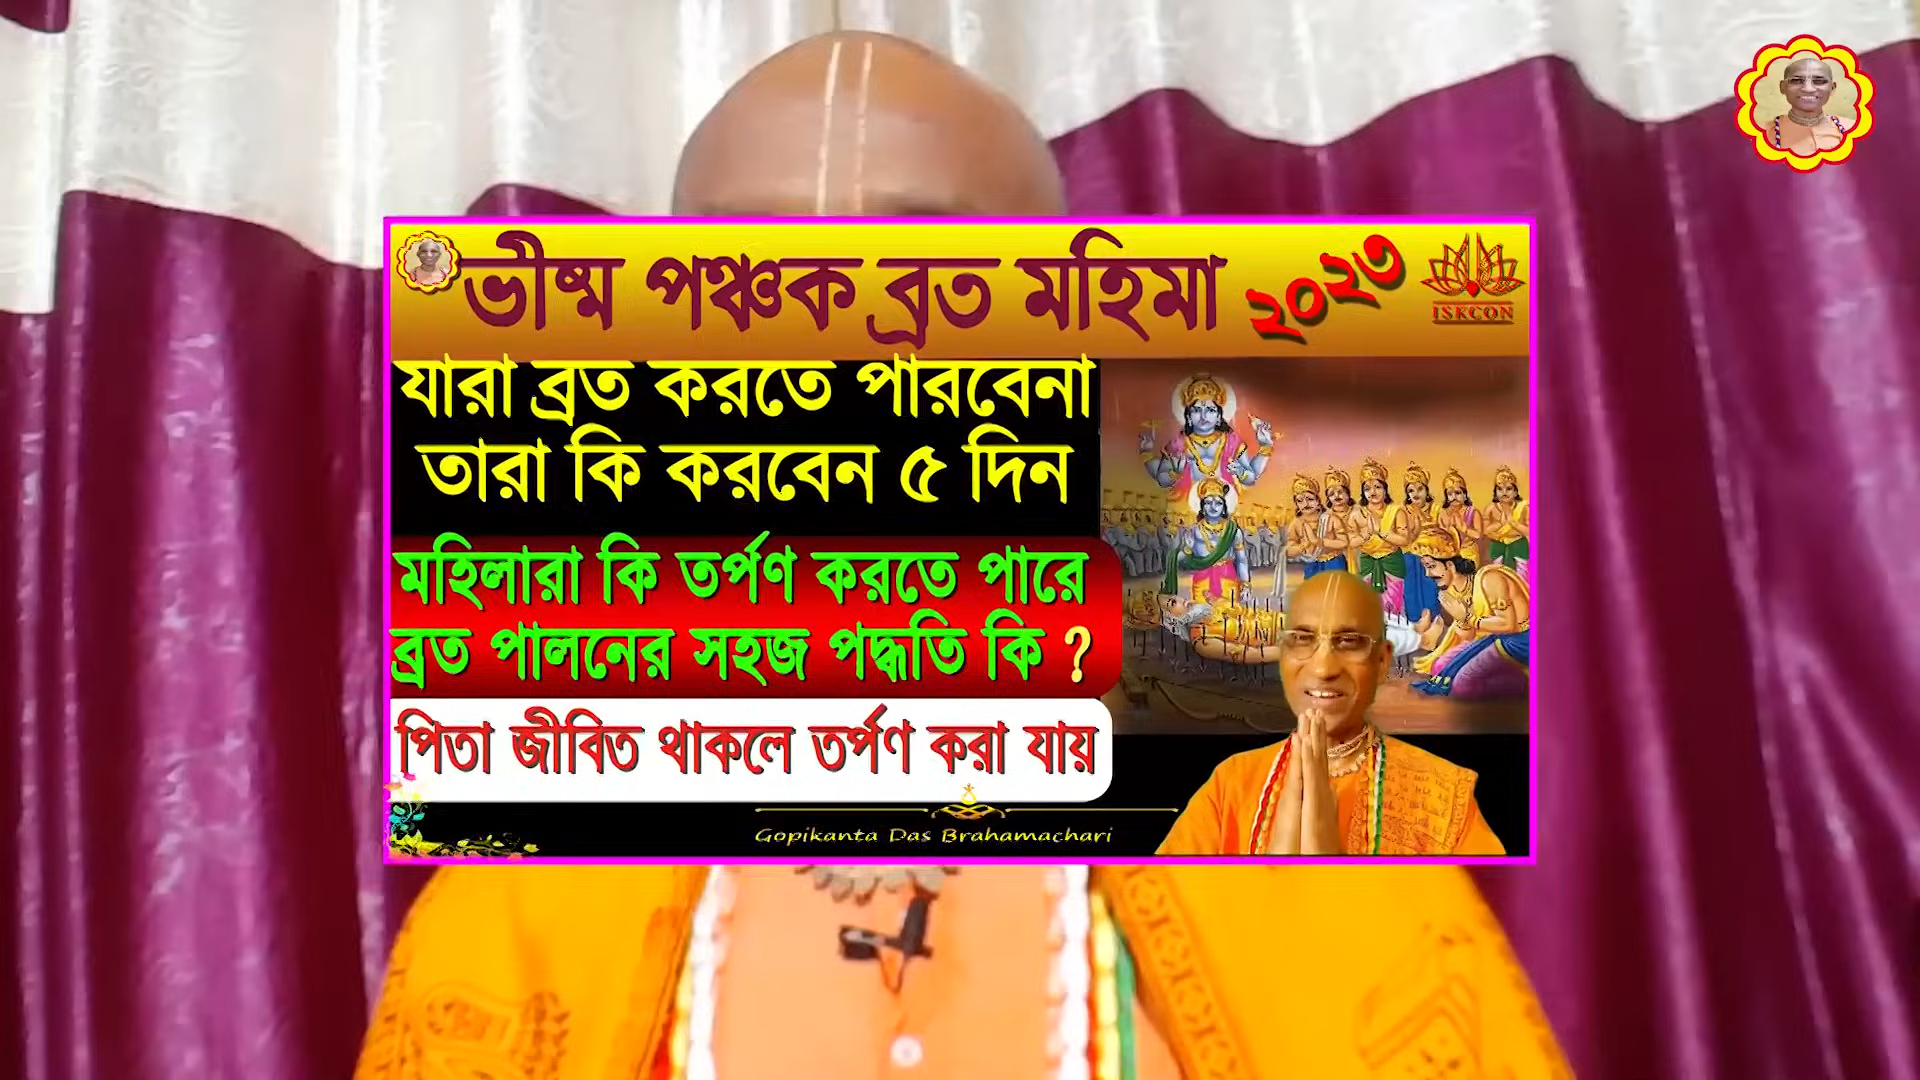 ভীষ্ম পঞ্চক ব্রত মহিমা ২০২৩
ISKCON
যারা ব্রত করতে পারবেনা
তারা কি করবেন ৫ দিন
মহিলারা কি তর্পণ করতে পারে
ব্রত পালনের সহজ পদ্ধতি কি ?
পিতা জীবিত থাকলে তর্পণ করা যায়
Gopikanta Das Brahamachari